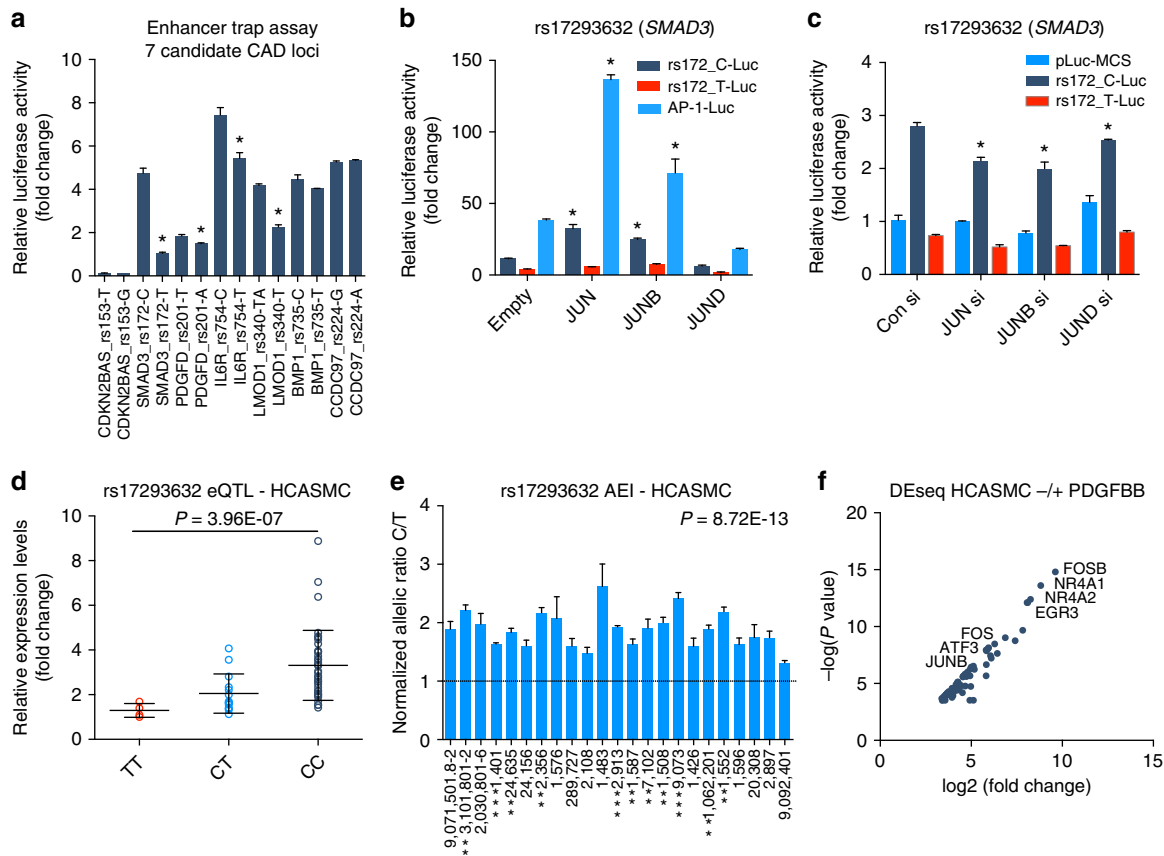 a
Enhancer trap assay
7 candidate CAD loci
Relative luciferase activity
(fold change)
10
8
6
4
2
0
CDKN2BAS_rs153-T
CDKN2BAS_rs153-G
SMAD3_rs172-C
SMAD3_rs172-T
PDGFD_rs201-T
PDGFD_rs201-A
IL6R_rs754-C
IL6R_rs754-T
LMOD1_rs340-TA
LMOD1_rs340-T
BMP1_rs735-C
BMP1_rs735-T
CCDC97_rs224-G
CCDC97_rs224-A
* * * *
b
rs17293632 (SMAD3)
Relative luciferase activity
(fold change)
150
100
50
0
rs172_C-Luc
rs172_T-Luc
AP-1-Luc
* * * *
Empty
JUN
JUNB
JUND
c
rs17293632 (SMAD3)
Relative luciferase activity
(fold change)
4
3
2
1
0
pLuc-MCS
rs172_C-Luc
rs172_T-Luc
* * *
Con si
JUN si
JUNB si
JUND si
d
rs17293632 eQTL - HCASMC
P = 3.96E-07
Relative expression levels
(fold change)
10
8
6
4
2
0
TT
CT
CC
e
rs17293632 AEI - HCASMC
P = 8.72E-13
Normalized allelic ratio C/T
4
3
2
1
0
9,071,501.8-2
**3,101,801-2
2,030,801-6
***1,401
**24,635
24,156
**2,356
1,576
289,727
2,108
1,483
***2,913
**1,587
**7,102
**1,508
***9,073
1,426
**1,062,201
**1,552
1,596
20,308
2,897
9,092,401
f
DEseq HCASMC –/+ PDGFBB
–log(P value)
20
15
10
5
0
FOSB
NR4A1
NR4A2
EGR3
FOS
ATF3
JUNB
0
5
10
15
log2 (fold change)